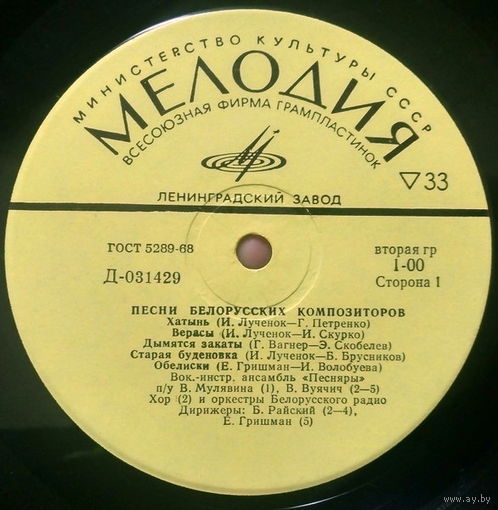 МИНИСТЕРСТВО КУЛЬТУРЫ СССР
МЕЛОДИЯ
ВСЕСОЮЗНАЯ ФИРМА ГРАМПЛАСТИНОК
▽ 33
ЛЕНИНГРАДСКИЙ ЗАВОД
ГОСТ 5289-68
вторая гр
Д-031429
1-00
Сторона 1
ПЕСНИ БЕЛОРУССКИХ КОМПОЗИТОРОВ
Хатынь (И. Лученок—Г. Петренко)
Верасы (И. Лученок—И. Скурко)
Дымятся закаты (Г. Вагнер—Э. Скобелев)
Старая буденовка (И. Лученок—Б. Брусников)
Обелиски (Е. Гришман—И. Волобуева)
Вок.-инстр. ансамбль «Песняры»
п/у В. Мулявина (1), В. Вуячич (2—5)
Хор (2) и оркестры Белорусского радио
Дирижеры: Б. Райский (2—4),
Е. Гришман (5)
www.ay.by